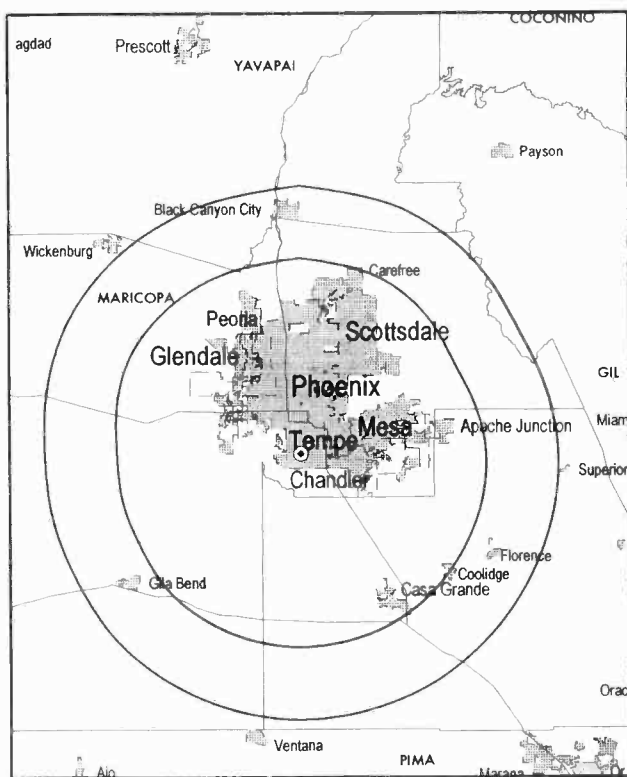 COCONINO
agdad
Prescott
YAVAPAI
Payson
Black Canyon City
Wickenburg
Carefree
MARICOPA
Peoria
Scottsdale
Glendale
GIL
Phoenix
Miam
Mesa
Apache Junction
Tempe
Superior
Chandler
Florence
Coolidge
Gila Bend
Casa Grande
Orac
Ventana
PIMA
Marana
Ajo